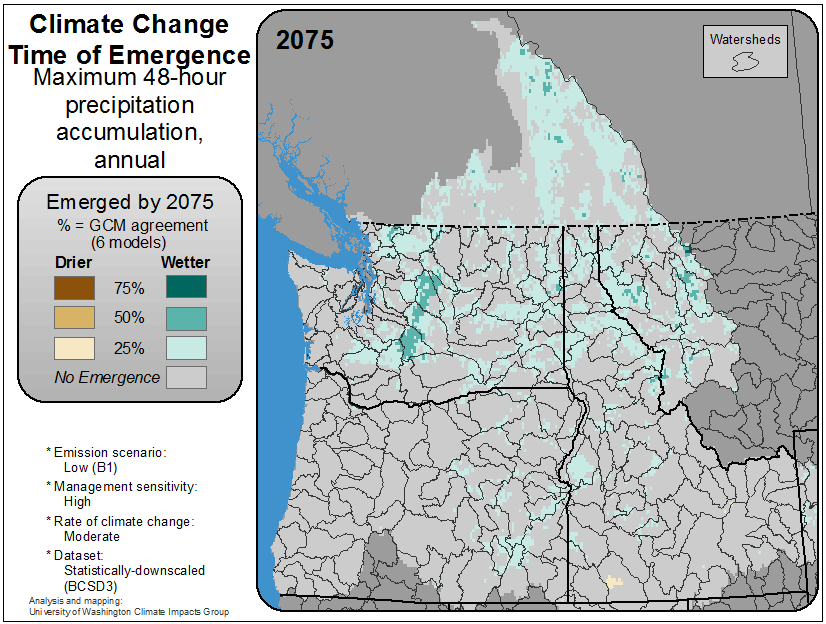 Climate Change
Time of Emergence
Maximum 48-hour
precipitation
accumulation,
annual
Emerged by 2075
% = GCM agreement
(6 models)
Drier Wetter
75%
50%
25%
No Emergence
* Emission scenario:
Low (B1)
* Management sensitivity:
High
* Rate of climate change:
Moderate
* Dataset:
Statistically-downscaled
(BCSD3)
Analysis and mapping:
University of Washington Climate Impacts Group
2075
Watersheds